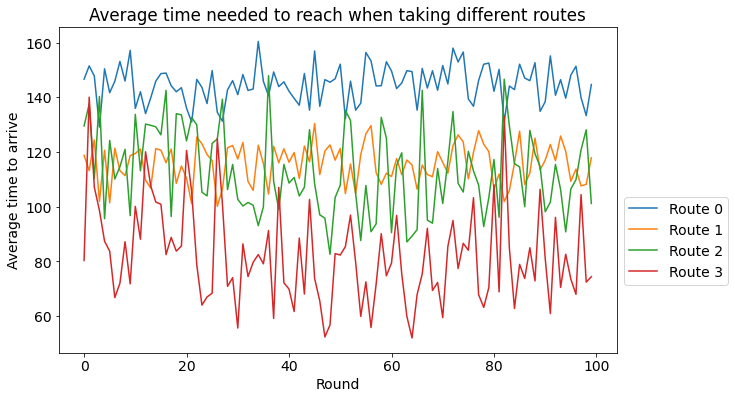 Average time needed to reach when taking different routes
Average time to arrive
160
140
120
100
80
60
0
20
40
60
80
100
Round
Route 0
Route 1
Route 2
Route 3